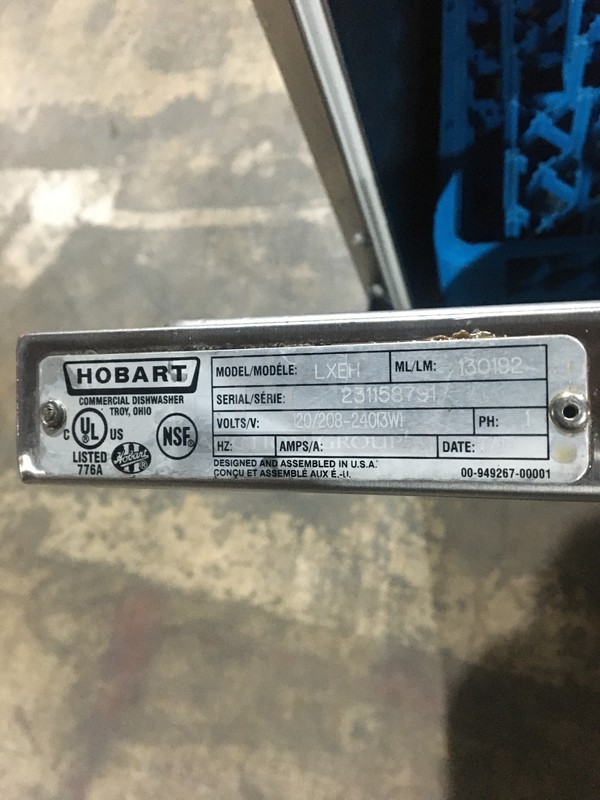 HOBART
COMMERCIAL DISHWASHER
TROY, OHIO
C UL US
LISTED
776A
Hobart
NSF
MODEL/MODÉLE: LXEH
ML/LM: 130192
SERIAL/SÉRIE: 231158791
VOLTS/V: 120/208-240(3W)
PH: 1
HZ:
AMPS/A:
DATE:
DESIGNED AND ASSEMBLED IN U.S.A.
CONÇU ET ASSEMBLÉ AUX É.-U.
00-949267-00001